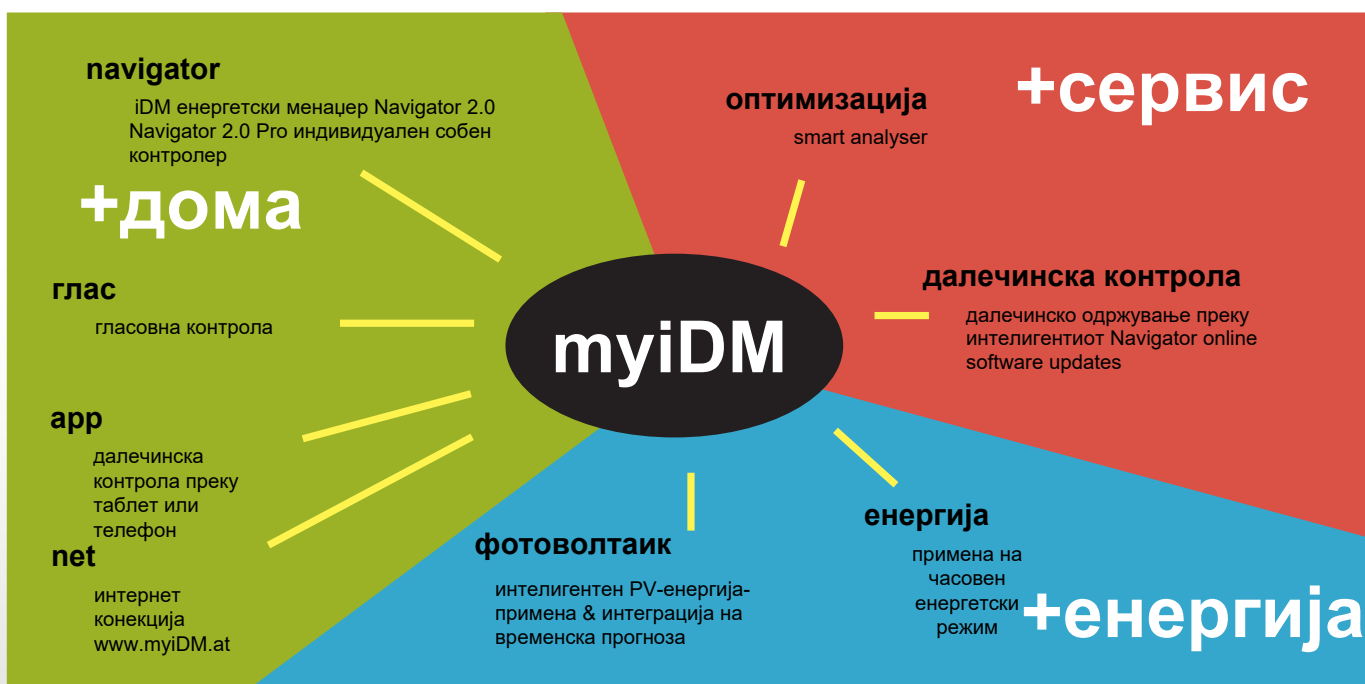 navigator
iDM енергетски менаџер Navigator 2.0
Navigator 2.0 Pro индивидуален собен
контролер
+дома
глас
гласовна контрола
app
далечинска
контрола преку
таблет или
телефон
net
интернет
конекција
www.myiDM.at
myiDM
+сервис
оптимизација
smart analyser
далечинска контрола
далечинско одржување преку
интелигентиот Navigator online
software updates
фотоволтаик
интелигентен PV-енергија-
примена & интеграција на
временска прогноза
енергија
примена на
часовен
енергетски
режим
+енергија